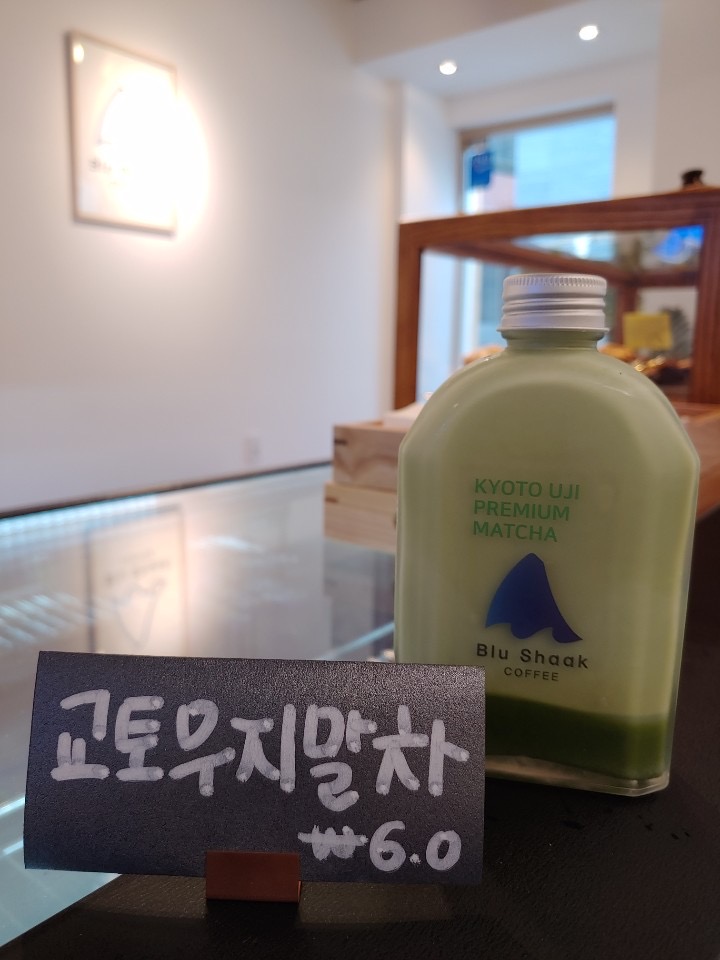 KYOTO UJI
PREMIUM
MATCHA
Blu Shaak
COFFEE
교토우지말차
₩6.0